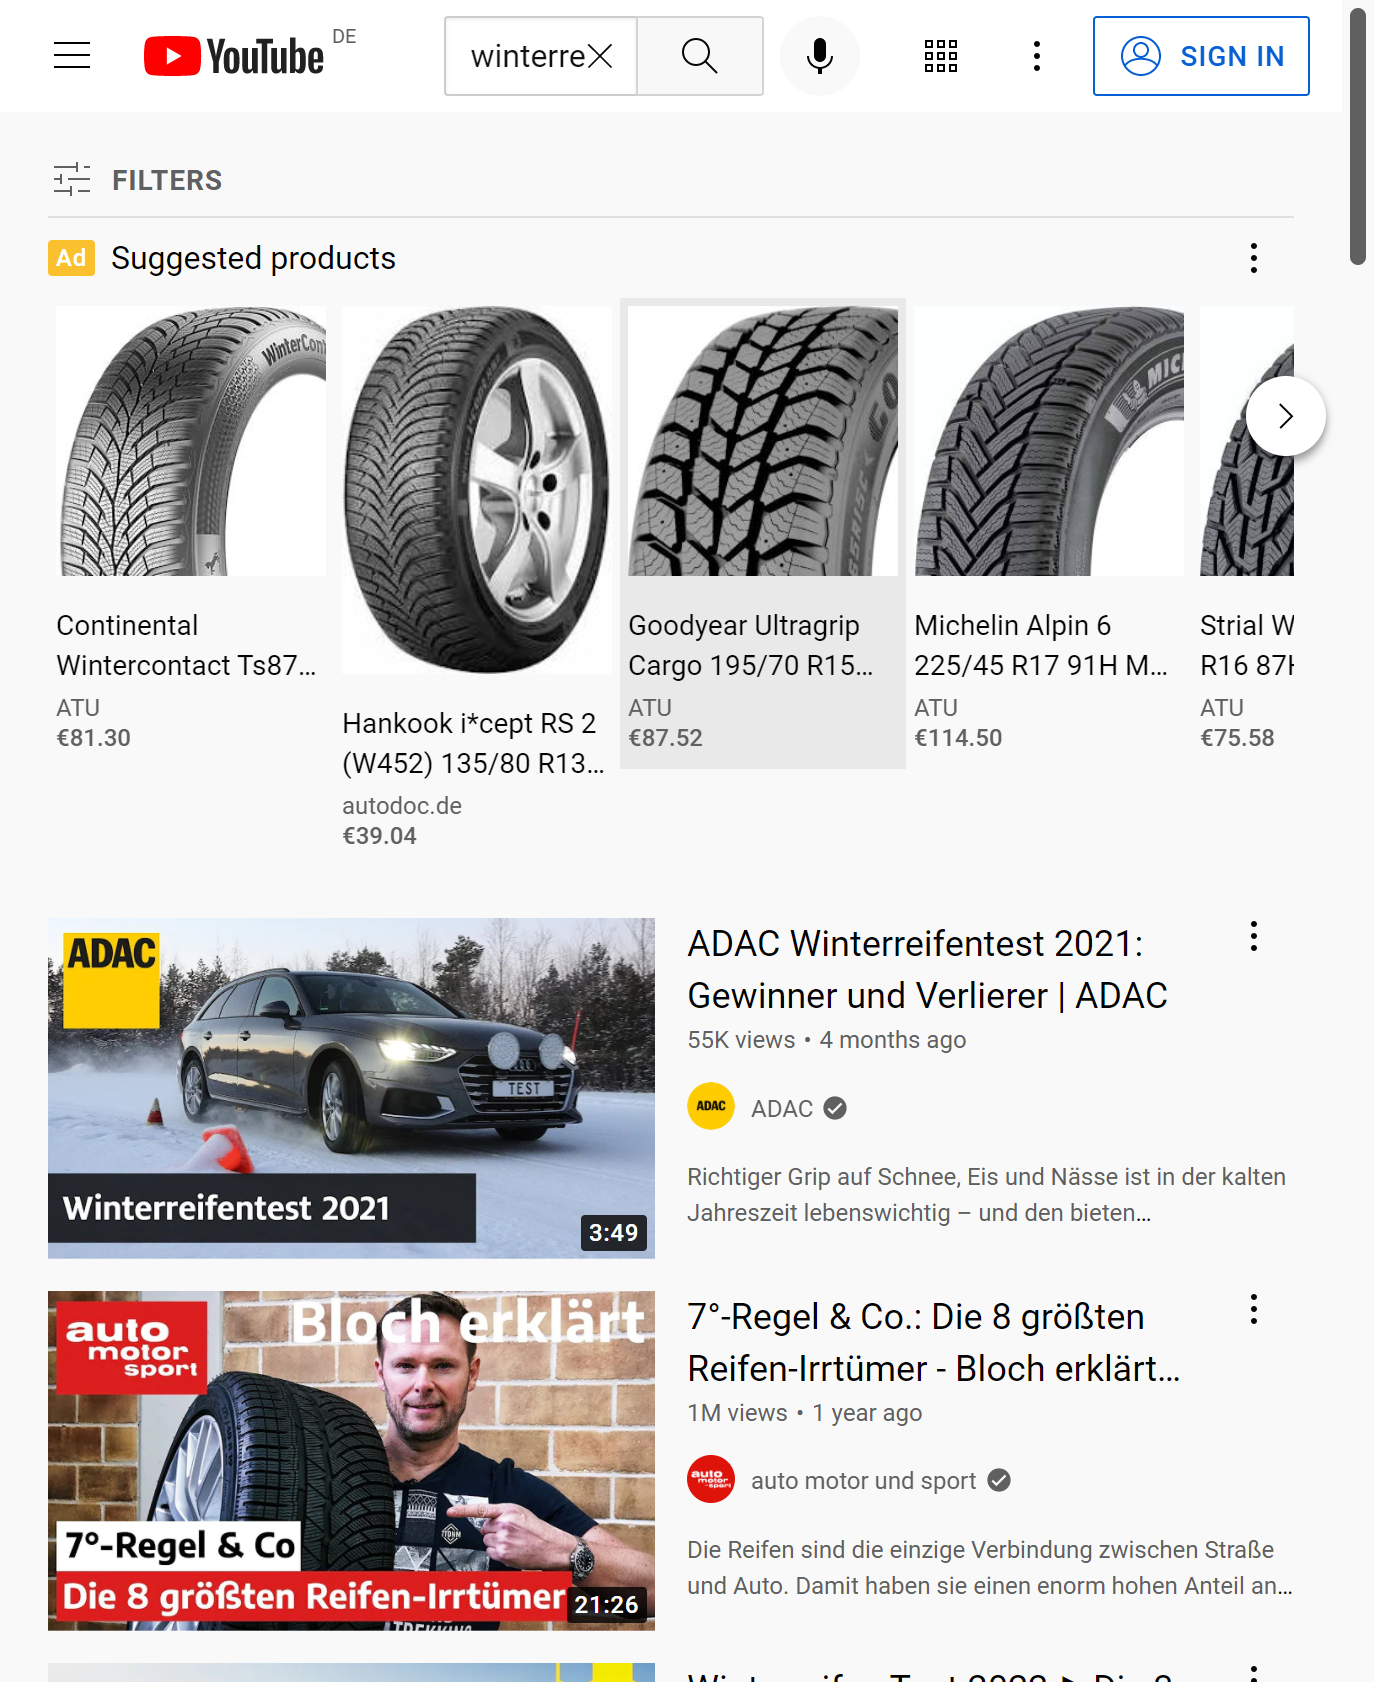 YouTube DE
winterre
SIGN IN
FILTERS
Ad Suggested products
WinterCon
Continental
Wintercontact Ts87...
ATU
€81.30
Hankook i*cept RS 2
(W452) 135/80 R13...
autodoc.de
€39.04
Goodyear Ultragrip
Cargo 195/70 R15...
ATU
€87.52
MIC
Michelin Alpin 6
225/45 R17 91H M...
ATU
€114.50
Strial W
R16 87H
ATU
€75.58
ADAC
TEST
Winterreifentest 2021
3:49
ADAC Winterreifentest 2021:
Gewinner und Verlierer | ADAC
55K views • 4 months ago
ADAC
ADAC
Richtiger Grip auf Schnee, Eis und Nässe ist in der kalten
Jahreszeit lebenswichtig – und den bieten...
auto
motor
sport
Bloch erklärt
7°-Regel & Co
Die 8 größten Reifen-Irrtümer
21:26
7°-Regel & Co.: Die 8 größten
Reifen-Irrtümer - Bloch erklärt...
1M views • 1 year ago
auto
motor
sport
auto motor und sport
Die Reifen sind die einzige Verbindung zwischen Straße
und Auto. Damit haben sie einen enorm hohen Anteil an...